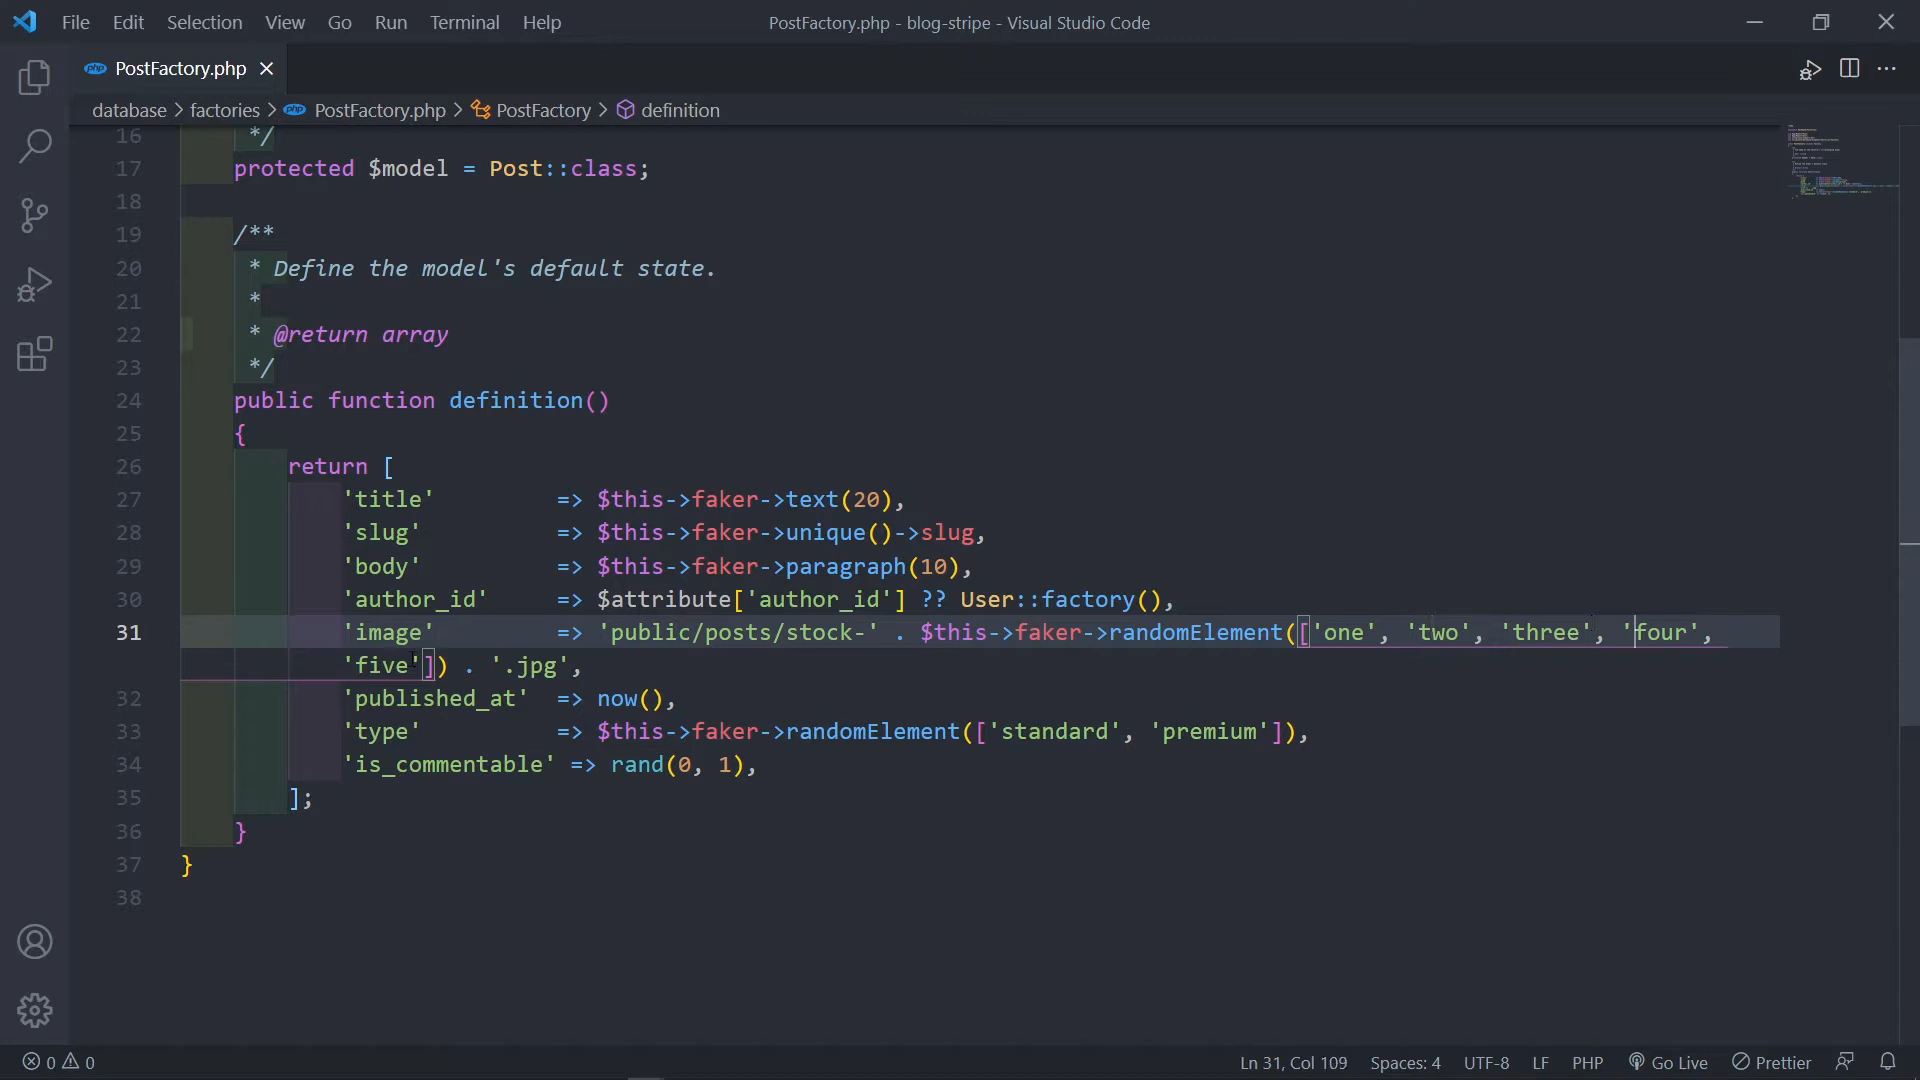 File Edit Selection View Go Run Terminal Help PostFactory.php - blog-stripe - Visual Studio Code
php PostFactory.php
database > factories > php PostFactory.php > PostFactory > definition
16 */
17 protected $model = Post::class;
18
19 /**
20 * Define the model's default state.
21 *
22 * @return array
23 */
24 public function definition()
25 {
26 return [
27 'title' => $this->faker->text(20),
28 'slug' => $this->faker->unique()->slug,
29 'body' => $this->faker->paragraph(10),
30 'author_id' => $attribute['author_id'] ?? User::factory(),
31 'image' => 'public/posts/stock-' . $this->faker->randomElement(['one', 'two', 'three', 'four',
'five']) . '.jpg',
32 'published_at' => now(),
33 'type' => $this->faker->randomElement(['standard', 'premium']),
34 'is_commentable' => rand(0, 1),
35 ];
36 }
37 }
38
0 0 Ln 31, Col 109 Spaces: 4 UTF-8 LF PHP Go Live Prettier